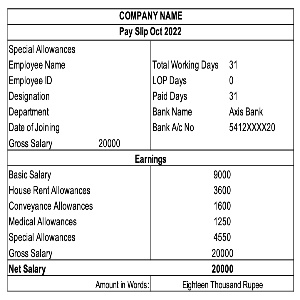 COMPANY NAME
Pay Slip Oct 2022
Special Allowances
Employee Name Total Working Days 31
Employee ID LOP Days 0
Designation Paid Days 31
Department Bank Name Axis Bank
Date of Joining Bank A/c No 5412XXXX20
Gross Salary 20000
Earnings
Basic Salary 9000
House Rent Allowances 3600
Conveyance Allowances 1600
Medical Allowances 1250
Special Allowances 4550
Gross Salary 20000
Net Salary 20000
Amount in Words: Eighteen Thousand Rupee